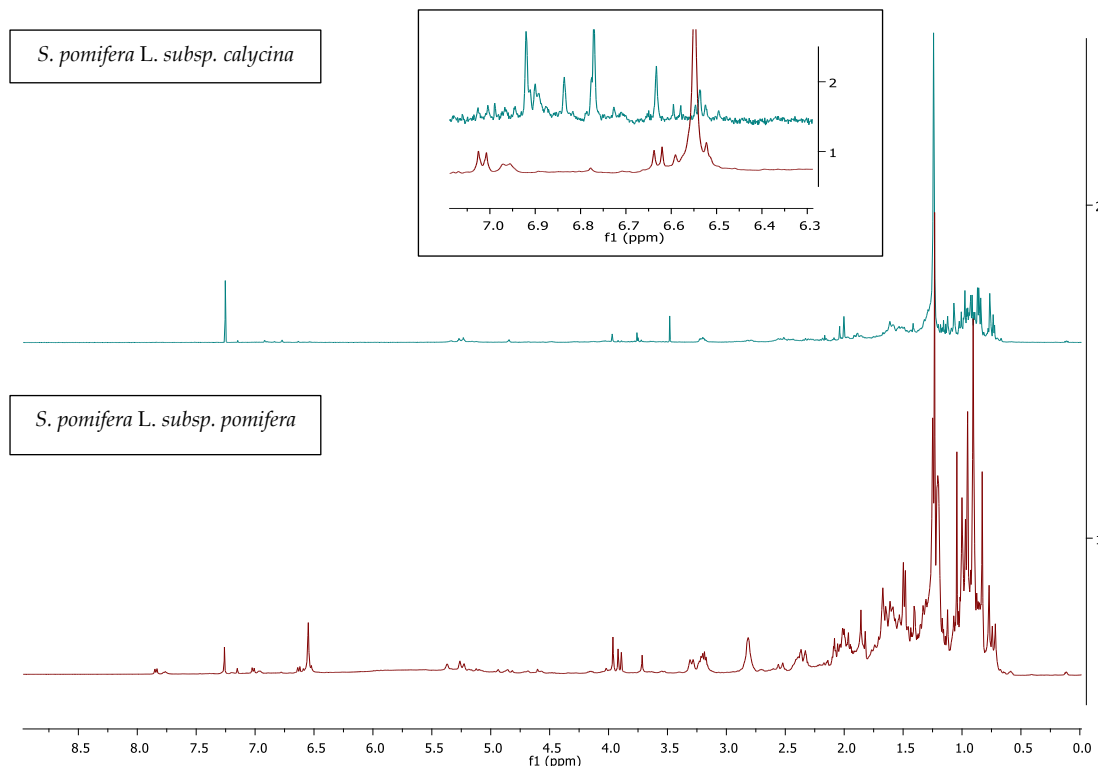 S. pomifera L. subsp. calycina
2
1
7.0 6.9 6.8 6.7 6.6 6.5 6.4 6.3
f1 (ppm)
2
S. pomifera L. subsp. pomifera
1
8.5 8.0 7.5 7.0 6.5 6.0 5.5 5.0 4.5 4.0 3.5 3.0 2.5 2.0 1.5 1.0 0.5 0.0
f1 (ppm)